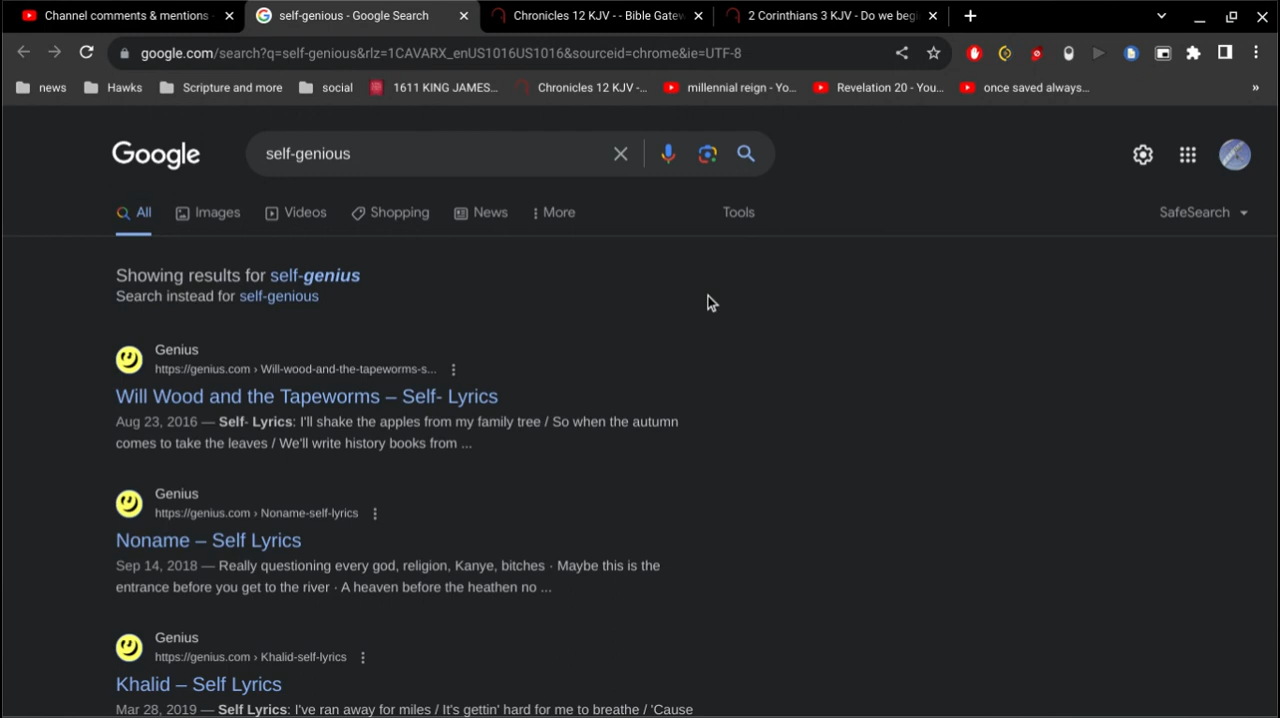 Channel comments & mentions -
self-genious - Google Search
Chronicles 12 KJV - - Bible Gatew
2 Corinthians 3 KJV - Do we begi
google.com/search?q=self-genious&rlz=1CAVARX_enUS1016US1016&sourceid=chrome&ie=UTF-8
news
Hawks
Scripture and more
social
1611 KING JAMES...
Chronicles 12 KJV -...
millennial reign - Yo...
Revelation 20 - You...
once saved always...
»
Google
self-genious
All
Images
Videos
Shopping
News
More
Tools
SafeSearch
Showing results for self-genius
Search instead for self-genious
Genius
https://genius.com › Will-wood-and-the-tapeworms-s...
Will Wood and the Tapeworms – Self- Lyrics
Aug 23, 2016 — Self- Lyrics: I'll shake the apples from my family tree / So when the autumn
comes to take the leaves / We'll write history books from ...
Genius
https://genius.com › Noname-self-lyrics
Noname – Self Lyrics
Sep 14, 2018 — Really questioning every god, religion, Kanye, bitches · Maybe this is the
entrance before you get to the river · A heaven before the heathen no ...
Genius
https://genius.com › Khalid-self-lyrics
Khalid – Self Lyrics
Mar 28, 2019 — Self Lyrics: I've ran away for miles / It's gettin' hard for me to breathe / 'Cause